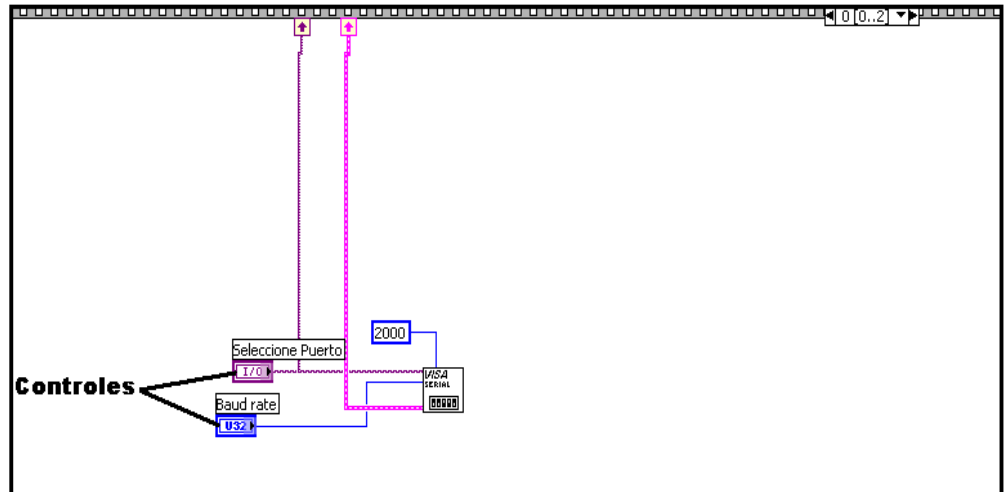 0 [0..2]
2000
Seleccione Puerto
I/O
VISA
SERIAL
Controles
Baud rate
U32